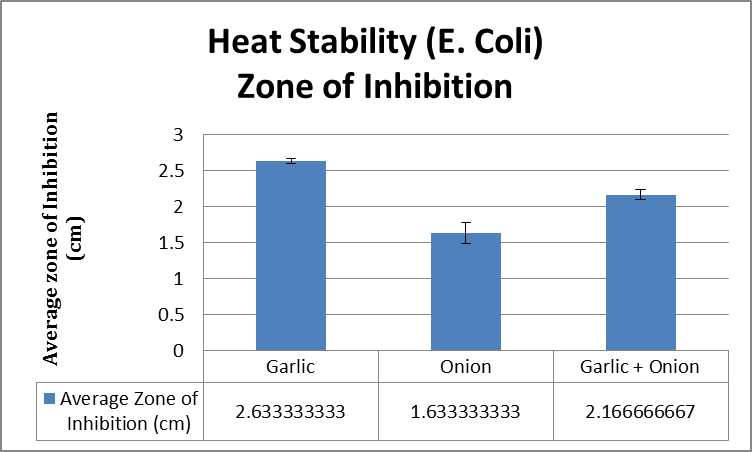 Heat Stability (E. Coli)
Zone of Inhibition
Average zone of Inhibition
(cm)
3
2.5
2
1.5
1
0.5
0
Garlic
Onion
Garlic + Onion
Average Zone of
Inhibition (cm)
2.633333333
1.633333333
2.166666667